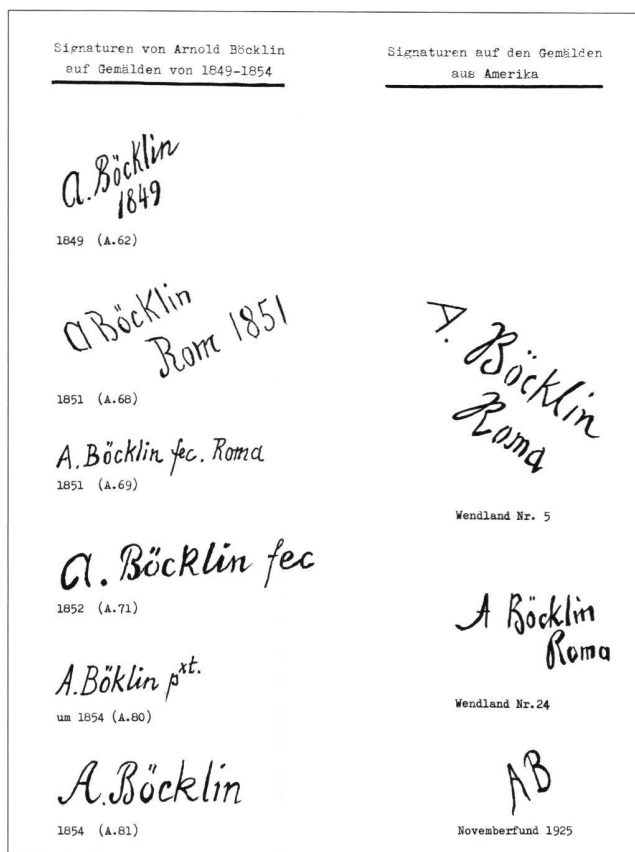 Signaturen von Arnold Böcklin
auf Gemälden von 1849-1854
A. Böcklin
1849
1849 (A.62)
A Böcklin
Rom 1851
1851 (A.68)
A. Böcklin fec. Roma
1851 (A.69)
A. Böcklin fec
1852 (A.71)
A. Böklin pxt.
um 1854 (A.80)
A. Böcklin
1854 (A.81)
Signaturen auf den Gemälden
aus Amerika
A. Böcklin
Roma
Wendland Nr. 5
A Böcklin
Roma
Wendland Nr.24
AB
Novemberfund 1925